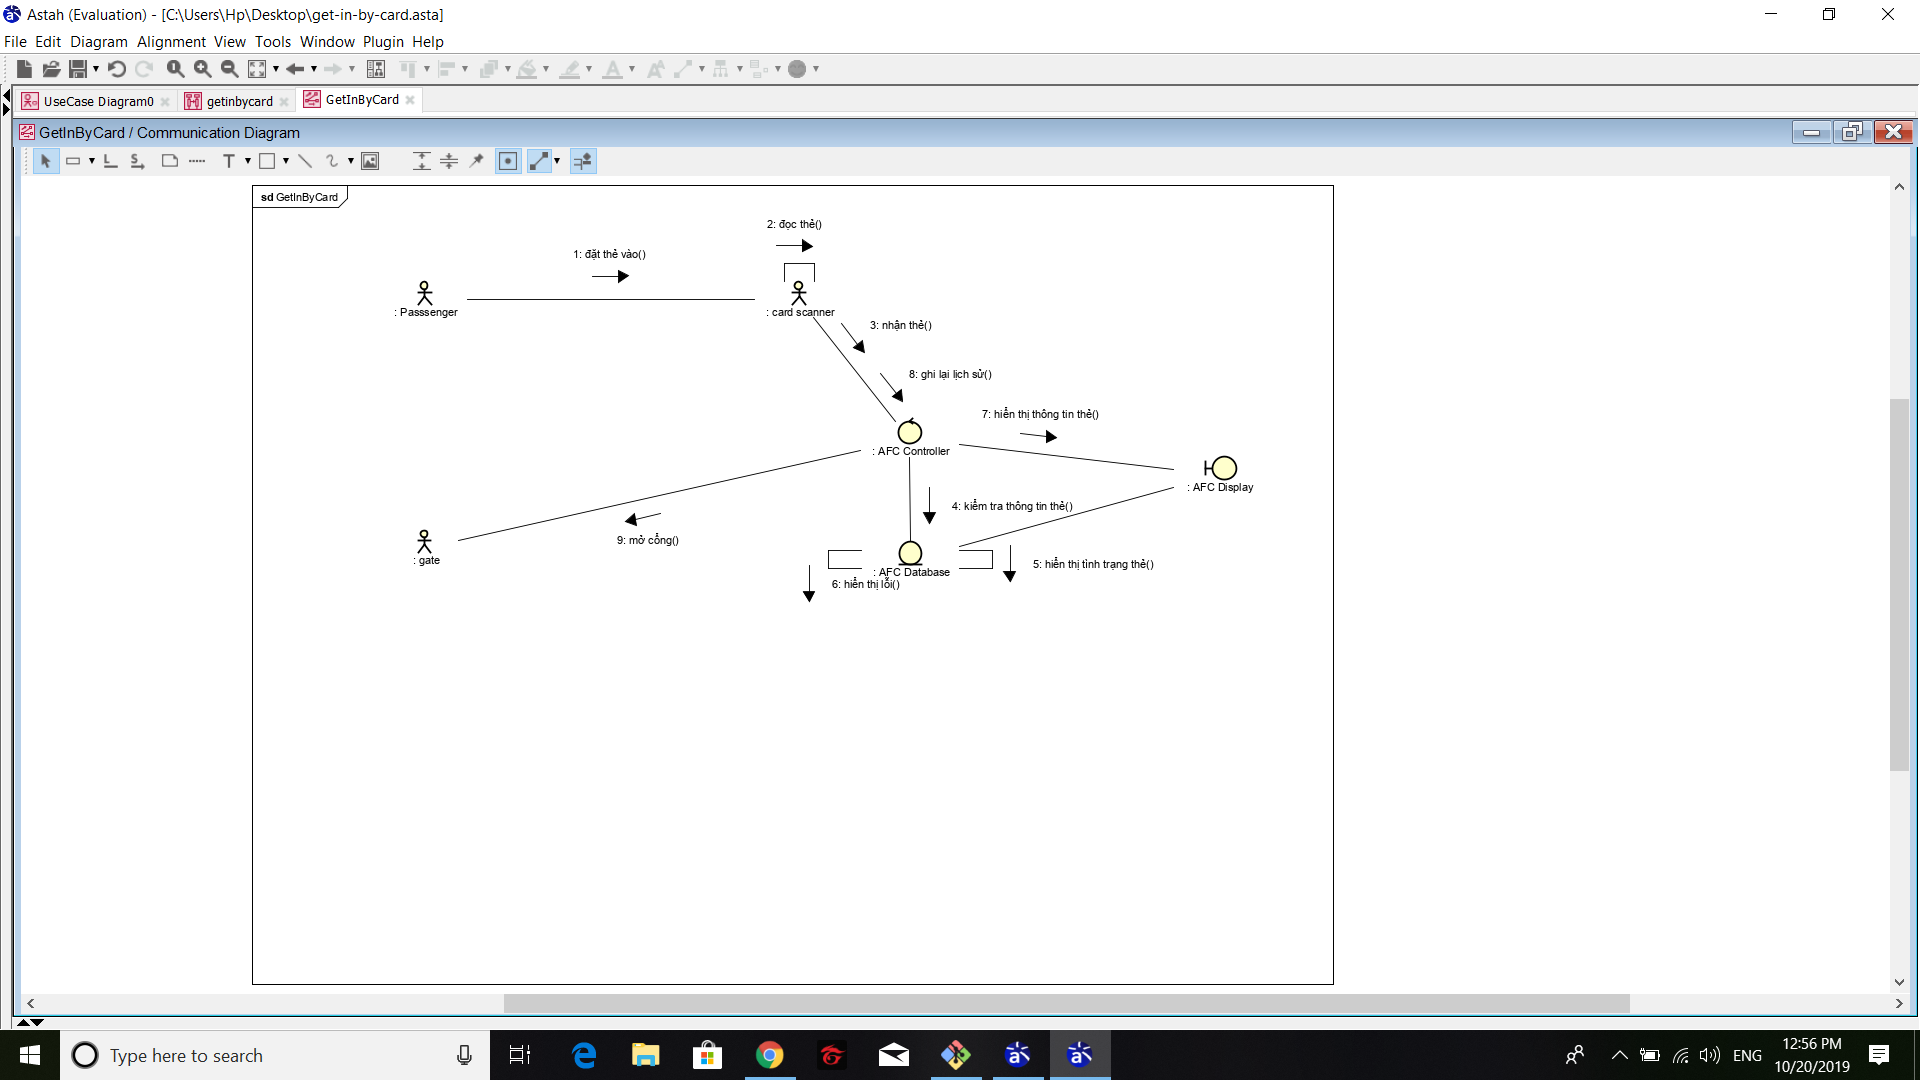 Astah (Evaluation) - [C:\Users\Hp\Desktop\get-in-by-card.asta]
File Edit Diagram Alignment View Tools Window Plugin Help
UseCase Diagram0
getinbycard
GetInByCard
GetInByCard / Communication Diagram
sd GetInByCard
2: đọc thẻ()
1: đặt thẻ vào()
: Passsenger
: card scanner
3: nhận thẻ()
8: ghi lại lịch sử()
7: hiển thị thông tin thẻ()
: AFC Controller
: AFC Display
4: kiểm tra thông tin thẻ()
9: mở cổng()
: gate
: AFC Database
5: hiển thị tình trạng thẻ()
6: hiển thị lỗi()
Type here to search
ENG
12:56 PM
10/20/2019